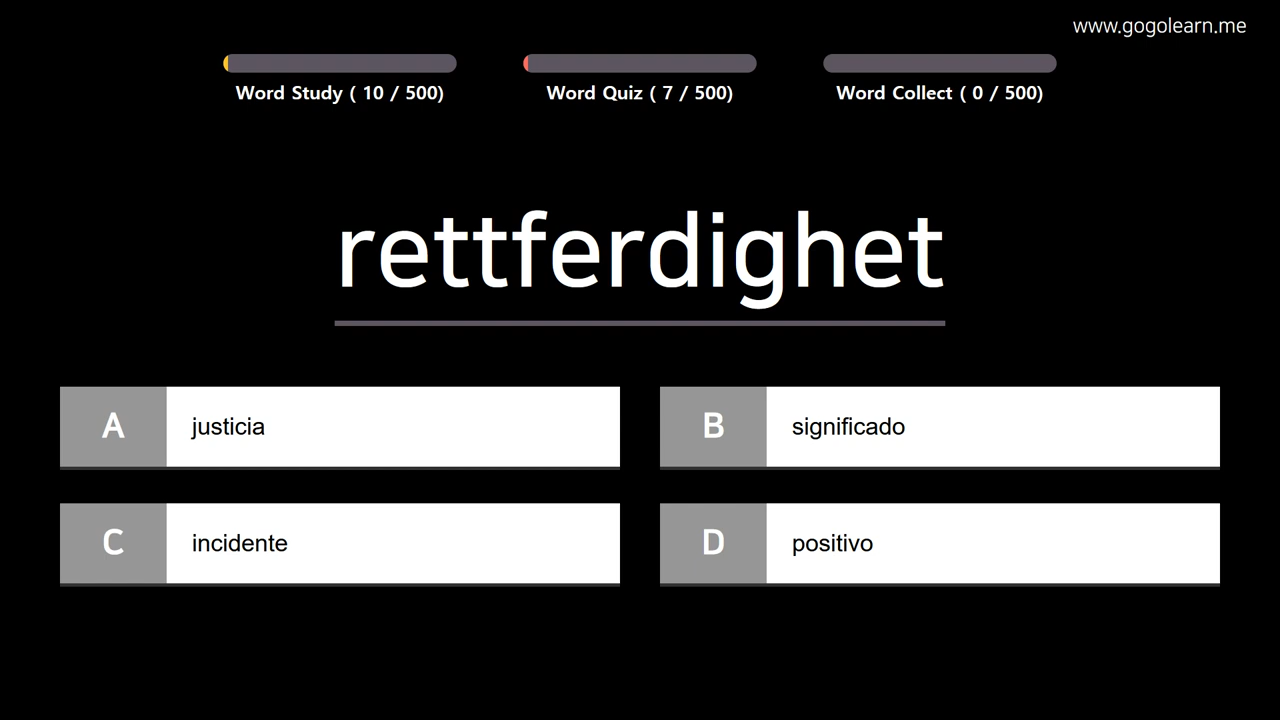 www.gogolearn.me
Word Study ( 10 / 500)
Word Quiz ( 7 / 500)
Word Collect ( 0 / 500)
rettferdighet
A justicia
B significado
C incidente
D positivo